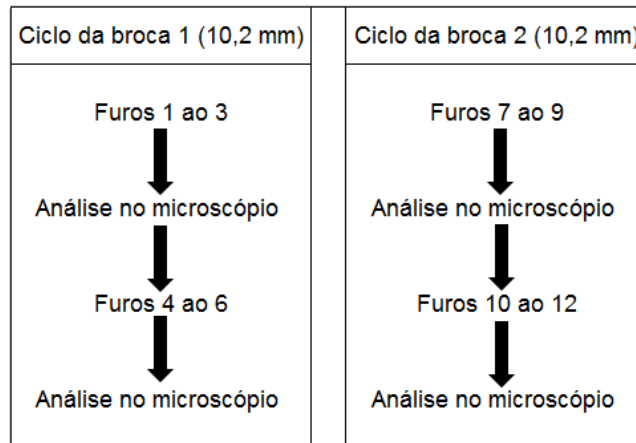 Ciclo da broca 1 (10,2 mm)
Furos 1 ao 3
Análise no microscópio
Furos 4 ao 6
Análise no microscópio
Ciclo da broca 2 (10,2 mm)
Furos 7 ao 9
Análise no microscópio
Furos 10 ao 12
Análise no microscópio